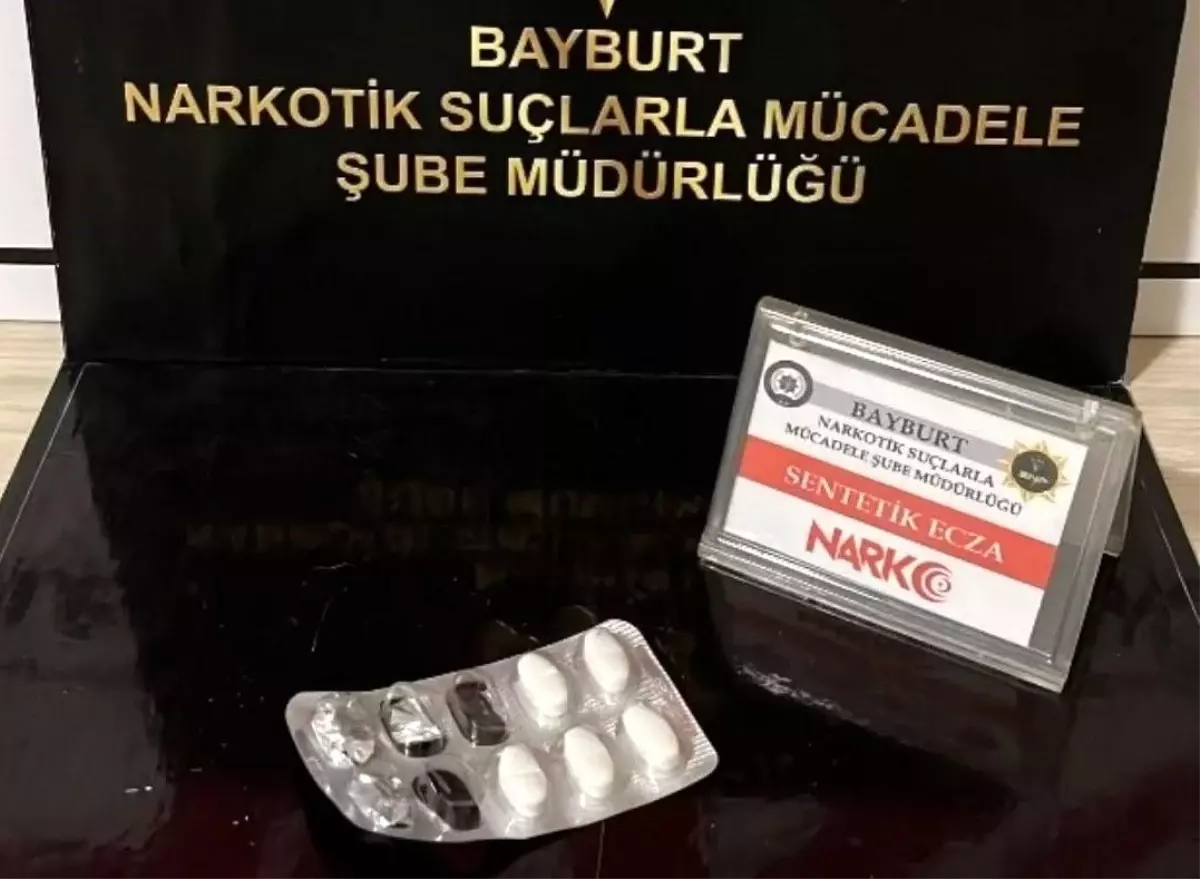 BAYBURT
NARKOTİK SUÇLARLA MÜCADELE
ŞUBE MÜDÜRLÜĞÜ
BAYBURT
NARKOTİK SUÇLARLA
MÜCADELE ŞUBE MÜDÜRLÜĞÜ
SENTETİK ECZA
NARKO